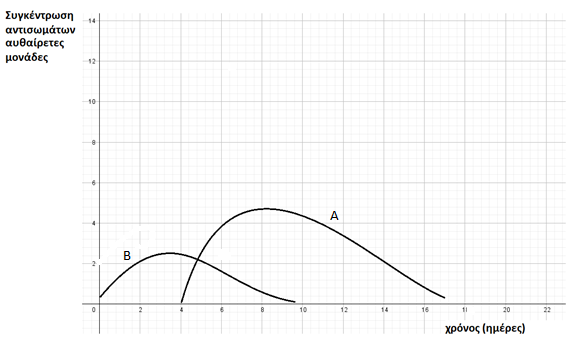 Συγκέντρωση
αντισωμάτων
αυθαίρετες
μονάδες
14
12
10
8
6
4
2
A
B
0 2 4 6 8 10 12 14 16 18 20 22
χρόνος (ημέρες)